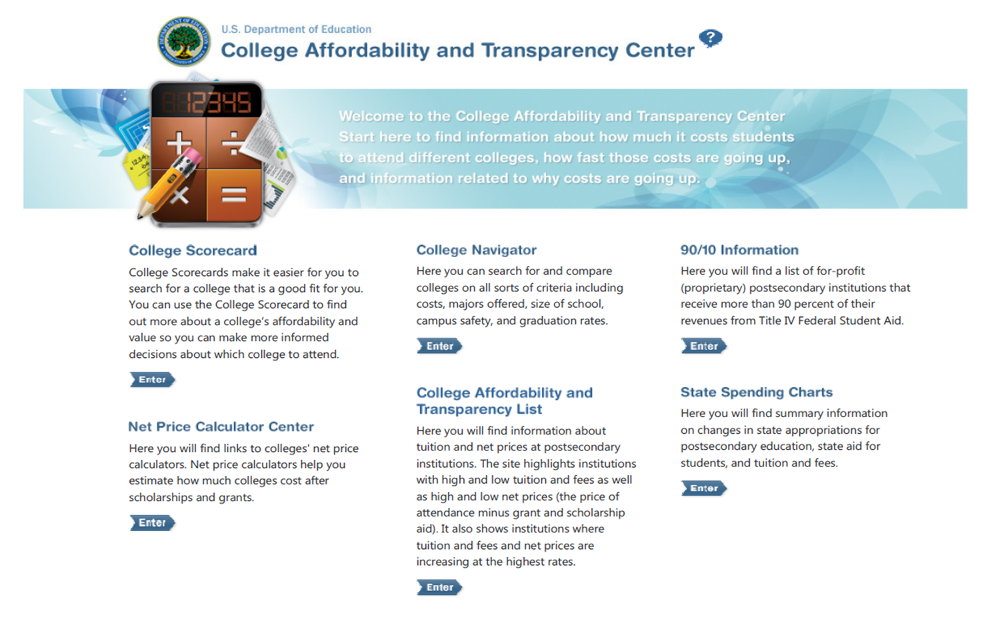 U.S. Department of Education
College Affordability and Transparency Center
?
12345
Welcome to the College Affordability and Transparency Center
Start here to find information about how much it costs students
to attend different colleges, how fast those costs are going up,
and information related to why costs are going up.
College Scorecard
College Scorecards make it easier for you to
search for a college that is a good fit for you.
You can use the College Scorecard to find
out more about a college's affordability and
value so you can make more informed
decisions about which college to attend.
Enter
Net Price Calculator Center
Here you will find links to colleges' net price
calculators. Net price calculators help you
estimate how much colleges cost after
scholarships and grants.
Enter
College Navigator
Here you can search for and compare
colleges on all sorts of criteria including
costs, majors offered, size of school,
campus safety, and graduation rates.
Enter
College Affordability and
Transparency List
Here you will find information about
tuition and net prices at postsecondary
institutions. The site highlights institutions
with high and low tuition and fees as well
as high and low net prices (the price of
attendance minus grant and scholarship
aid). It also shows institutions where
tuition and fees and net prices are
increasing at the highest rates.
Enter
90/10 Information
Here you will find a list of for-profit
(proprietary) postsecondary institutions that
receive more than 90 percent of their
revenues from Title IV Federal Student Aid.
Enter
State Spending Charts
Here you will find summary information
on changes in state appropriations for
postsecondary education, state aid for
students, and tuition and fees.
Enter